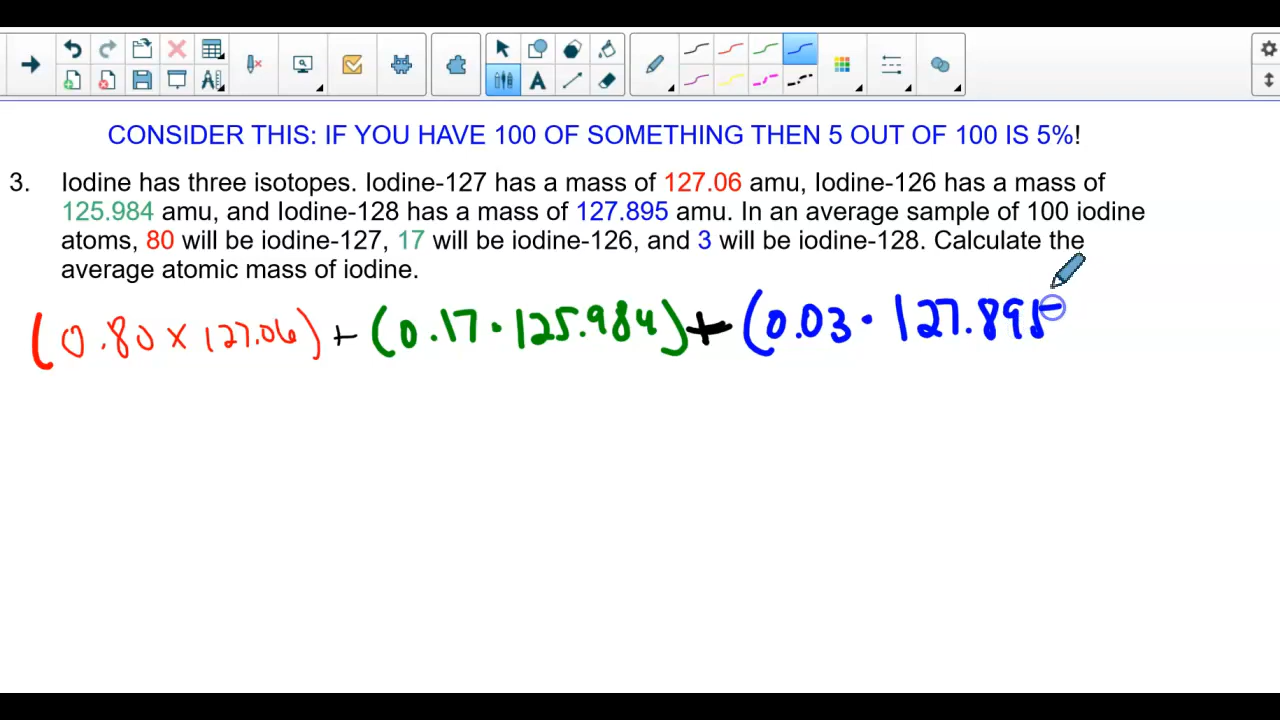 CONSIDER THIS: IF YOU HAVE 100 OF SOMETHING THEN 5 OUT OF 100 IS 5%!
3. Iodine has three isotopes. Iodine-127 has a mass of 127.06 amu, Iodine-126 has a mass of
125.984 amu, and Iodine-128 has a mass of 127.895 amu. In an average sample of 100 iodine
atoms, 80 will be iodine-127, 17 will be iodine-126, and 3 will be iodine-128. Calculate the
average atomic mass of iodine.
(0.80 x 127.06) + (0.17 · 125.984) + (0.03 · 127.895